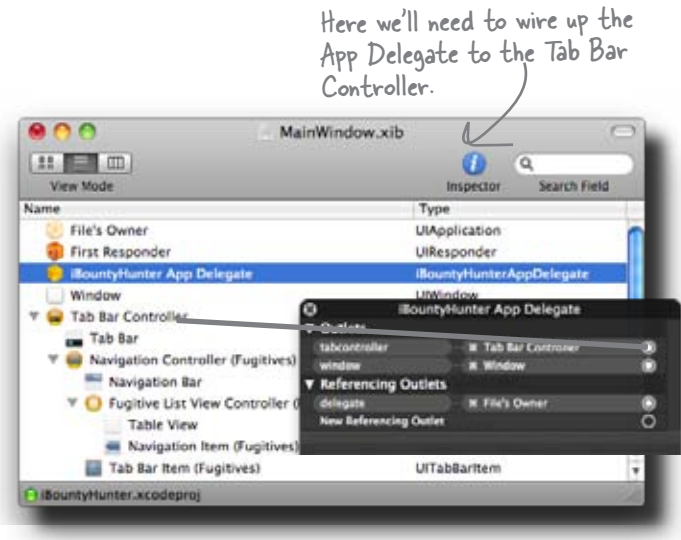 Here we'll need to wire up the
App Delegate to the Tab Bar
Controller.
MainWindow.xib
View Mode
Inspector
Search Field
Name
Type
File's Owner
UIApplication
First Responder
UIResponder
iBountyHunter App Delegate
iBountyHunterAppDelegate
Window
UIWindow
Tab Bar Controller
Tab Bar
Navigation Controller (Fugitives)
Navigation Bar
Fugitive List View Controller (
Table View
Navigation Item (Fugitives)
Tab Bar Item (Fugitives)
UITabBarItem
iBountyHunter App Delegate
Outlets
tabcontroller
Tab Bar Controller
window
Window
Referencing Outlets
delegate
File's Owner
New Referencing Outlet
iBountyHunter.xcodeproj